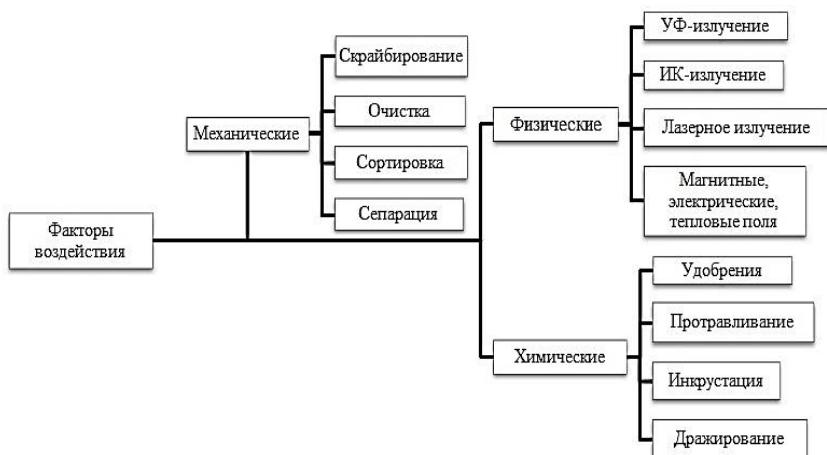 Факторы
воздействия
Механические
Скрайбирование
Очистка
Сортировка
Сепарация
Физические
УФ-излучение
ИК-излучение
Лазерное излучение
Магнитные,
электрические,
тепловые поля
Химические
Удобрения
Протравливание
Инкрустация
Дражирование